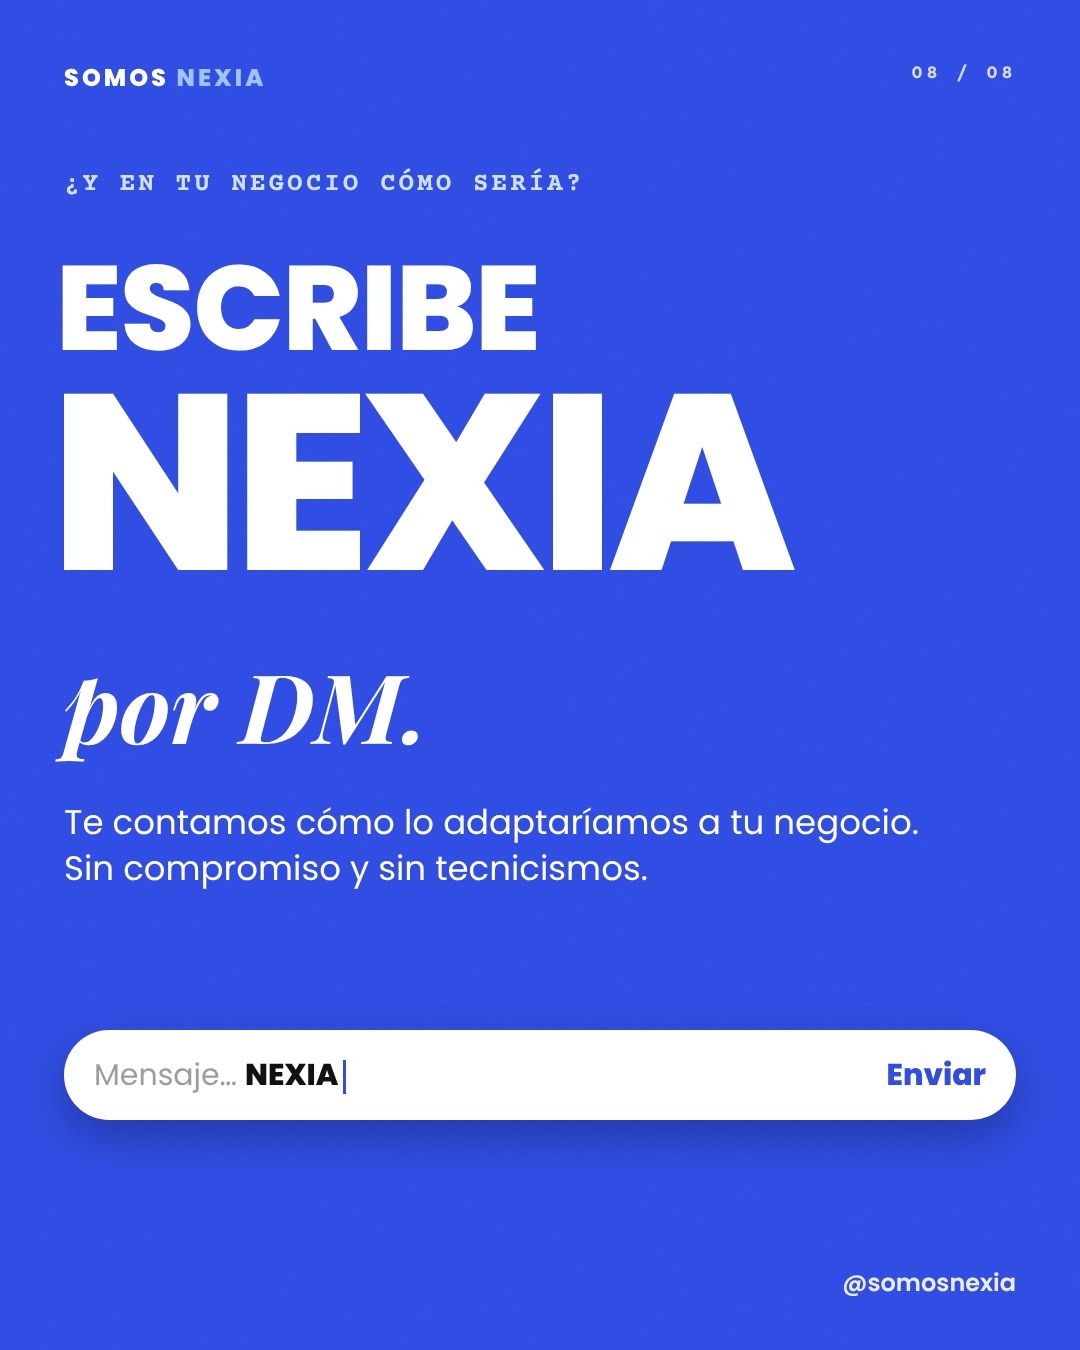 SOMOS NEXIA
08 / 08
¿Y EN TU NEGOCIO CÓMO SERÍA?
ESCRIBE
NEXIA
por DM.
Te contamos cómo lo adaptaríamos a tu negocio.
Sin compromiso y sin tecnicismos.
Mensaje... NEXIA
Enviar
@somosnexia